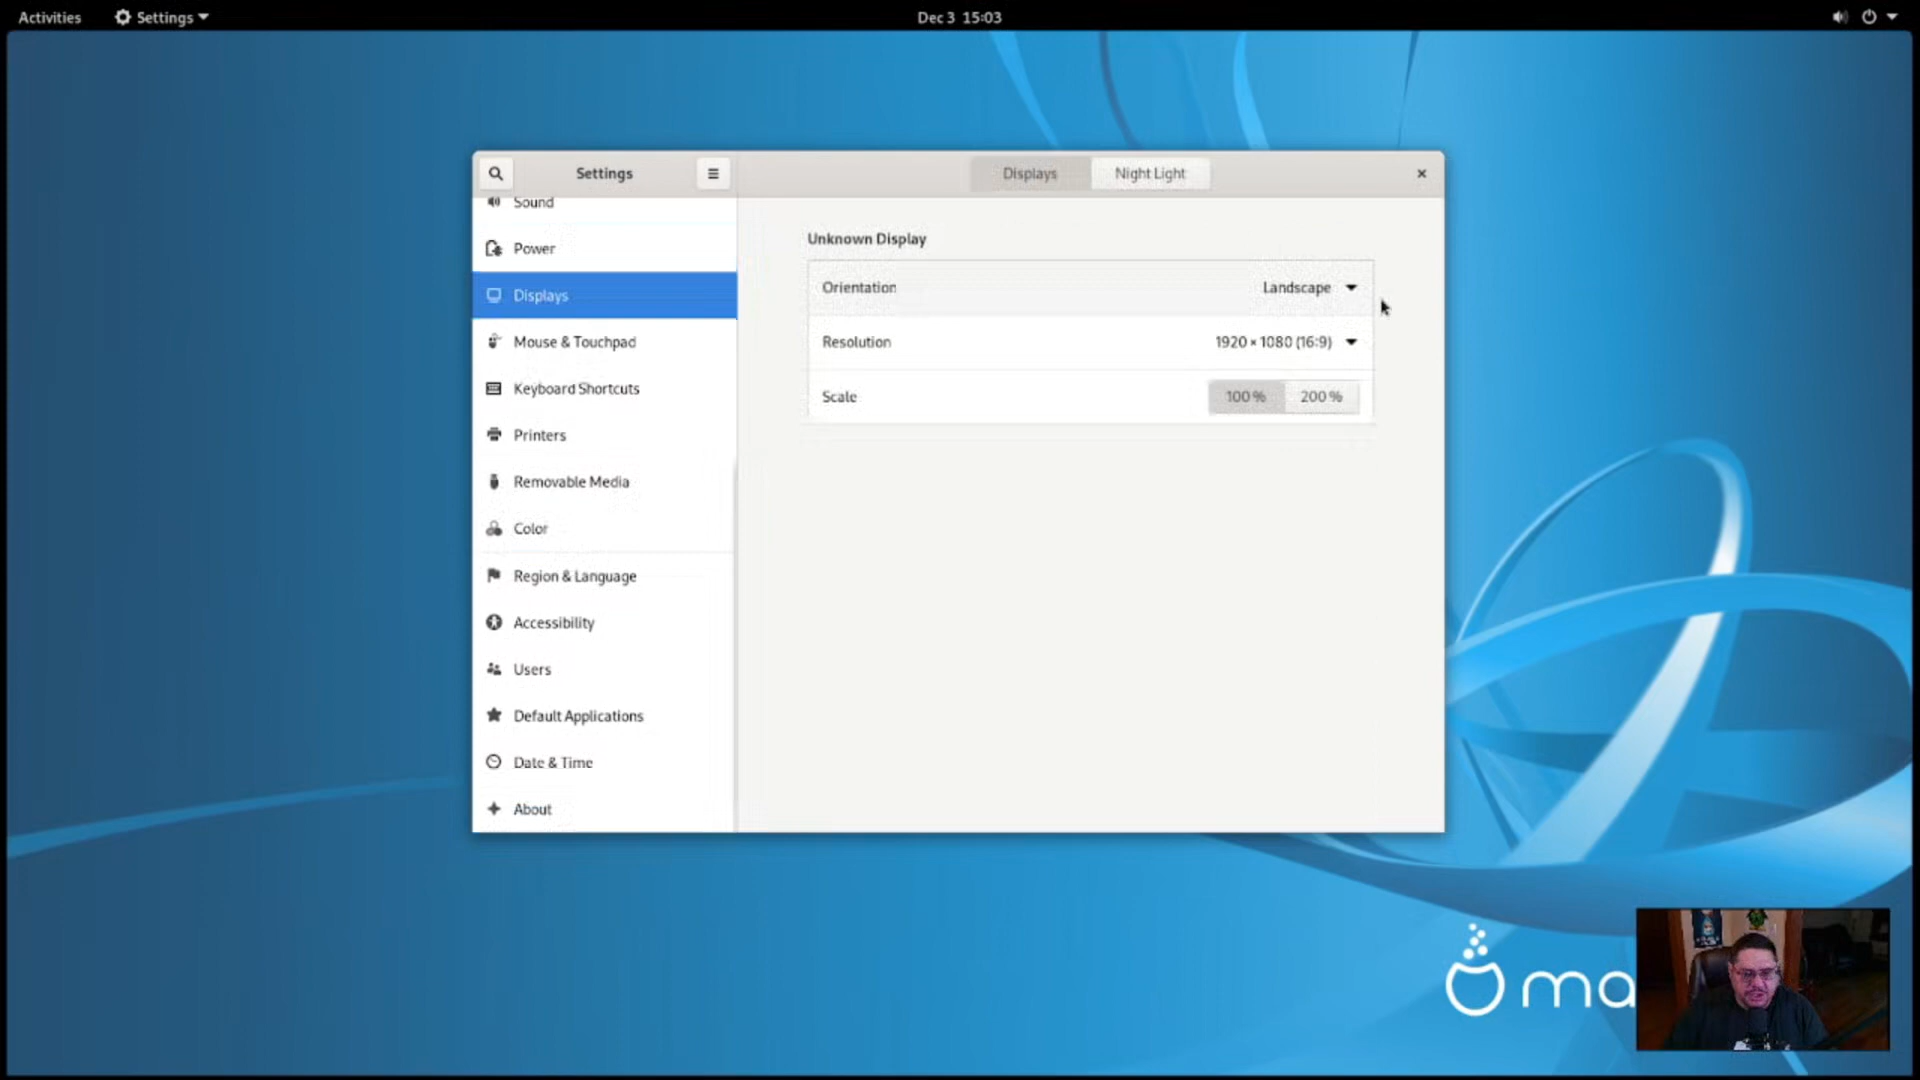 Activities
Settings
Dec 3 15:03
Settings
Displays
Night Light
Sound
Power
Displays
Mouse & Touchpad
Keyboard Shortcuts
Printers
Removable Media
Color
Region & Language
Accessibility
Users
Default Applications
Date & Time
About
Unknown Display
Orientation
Landscape
Resolution
1920 × 1080 (16:9)
Scale
100 %
200 %
ma